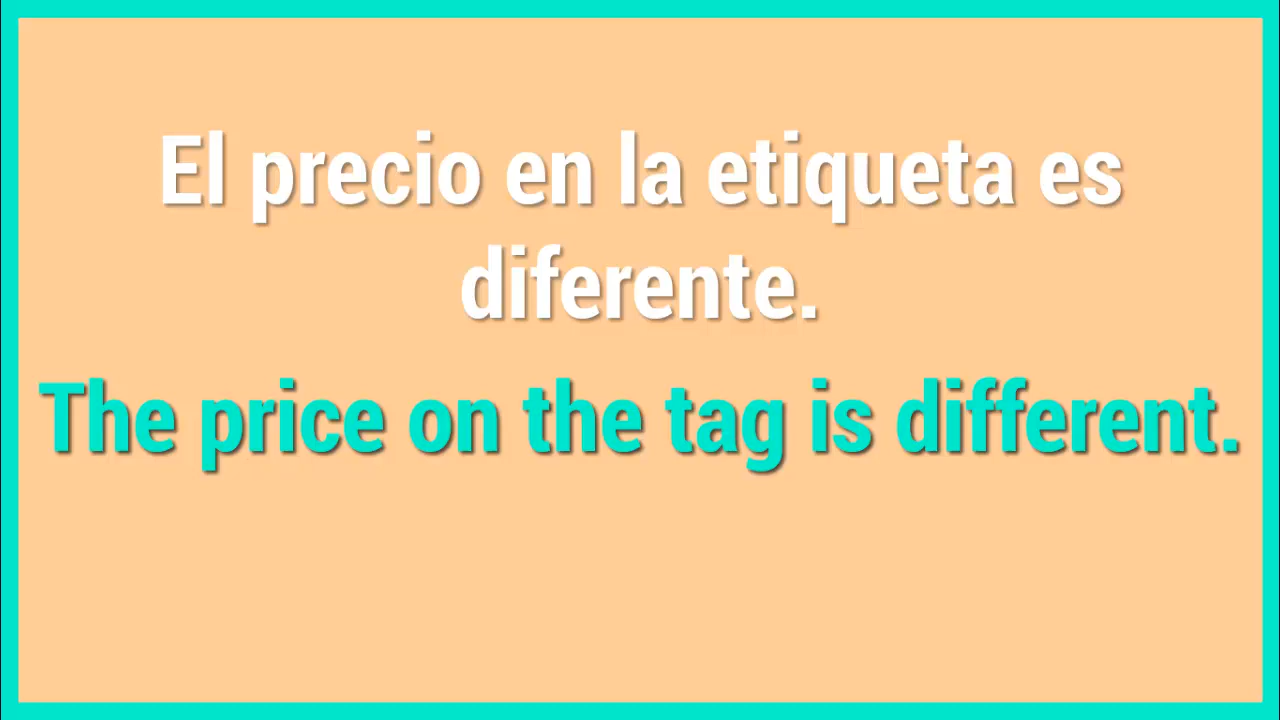 El precio en la etiqueta es
diferente.
The price on the tag is different.